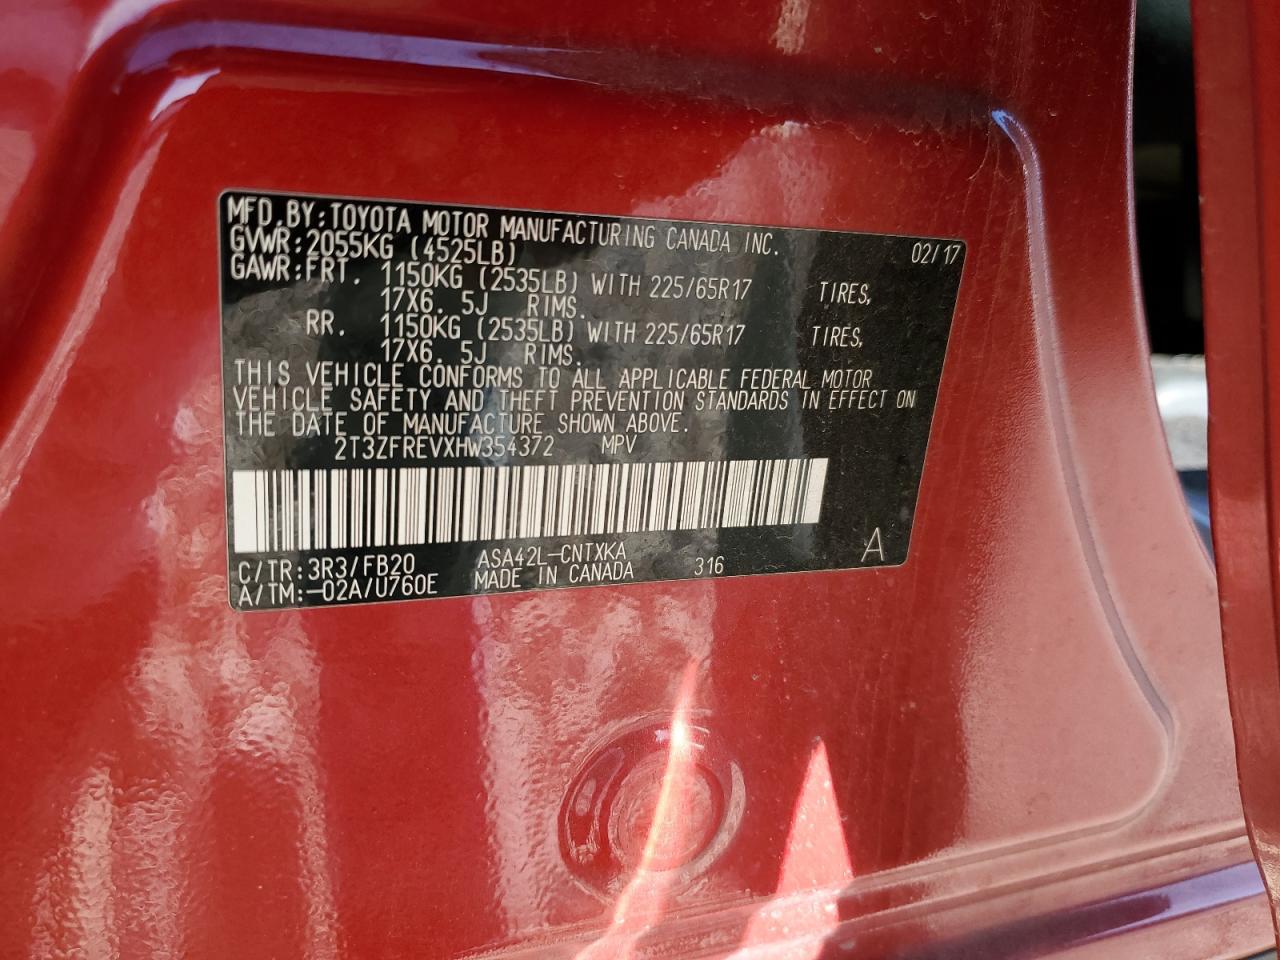 MFD. BY: TOYOTA MOTOR MANUFACTURING CANADA INC. 02/17
GVWR: 2055KG (4525LB)
GAWR: FRT. 1150KG (2535LB) WITH 225/65R17 TIRES,
17X6. 5J RIMS.
RR. 1150KG (2535LB) WITH 225/65R17 TIRES,
17X6. 5J RIMS.
THIS VEHICLE CONFORMS TO ALL APPLICABLE FEDERAL MOTOR
VEHICLE SAFETY AND THEFT PREVENTION STANDARDS IN EFFECT ON
THE DATE OF MANUFACTURE SHOWN ABOVE.
2T3ZFREVXHW354372 MPV
C/TR: 3R3/FB20 ASA42L-CNTXKA 316 A
A/TM: -02A/U760E MADE IN CANADA